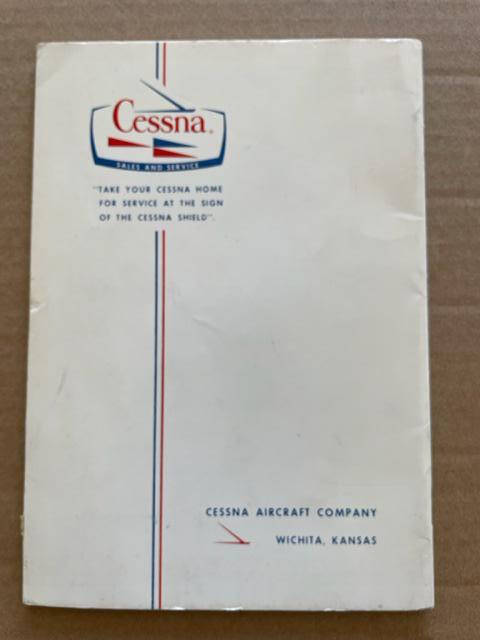 Cessna®
SALES AND SERVICE
"TAKE YOUR CESSNA HOME
FOR SERVICE AT THE SIGN
OF THE CESSNA SHIELD".
CESSNA AIRCRAFT COMPANY
WICHITA, KANSAS